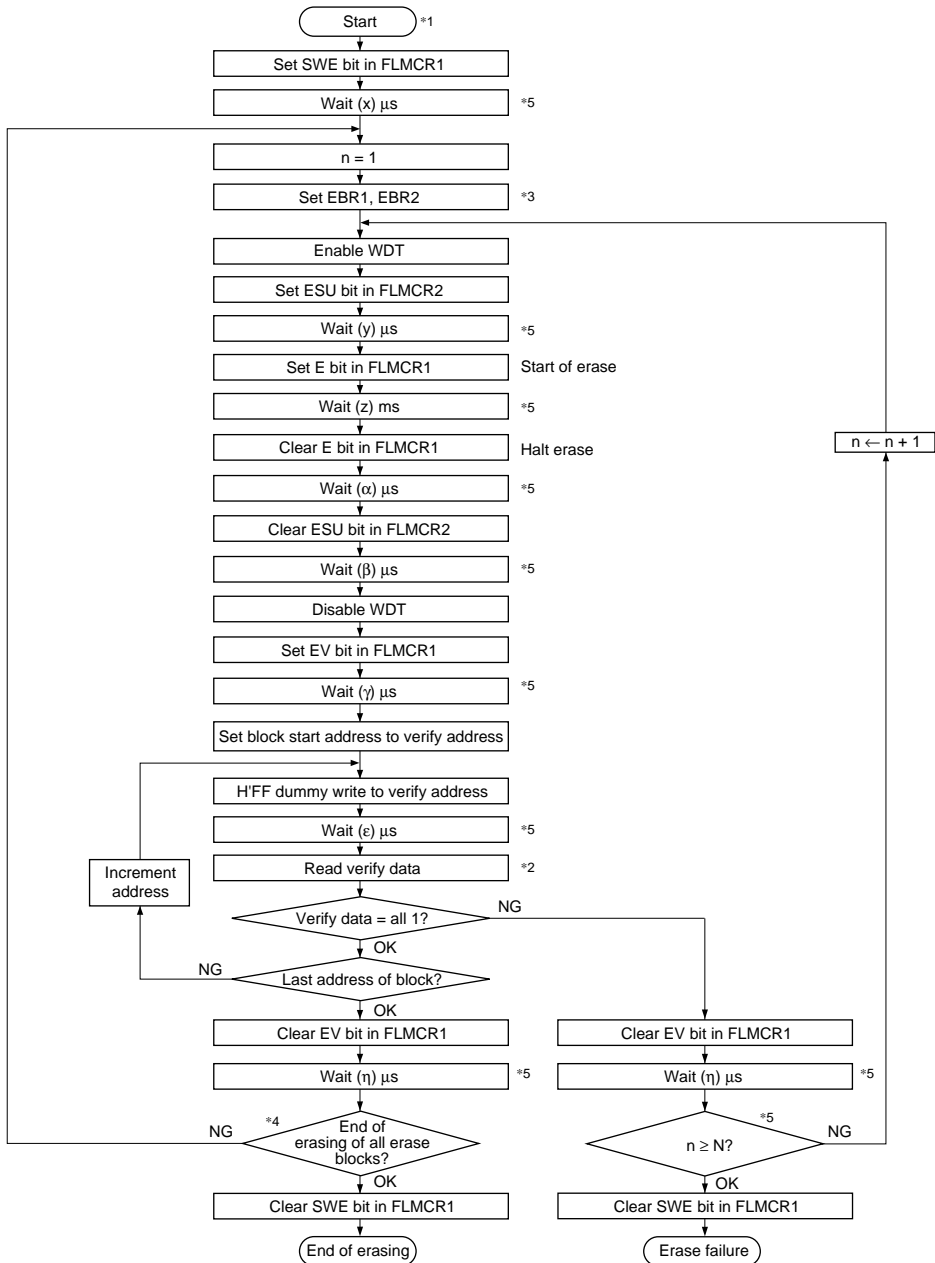 Start *1
Set SWE bit in FLMCR1
Wait (x) μs *5
n = 1
Set EBR1, EBR2 *3
Enable WDT
Set ESU bit in FLMCR2
Wait (y) μs *5
Set E bit in FLMCR1 Start of erase
Wait (z) ms *5
n ← n + 1
Clear E bit in FLMCR1 Halt erase
Wait (α) μs *5
Clear ESU bit in FLMCR2
Wait (β) μs *5
Disable WDT
Set EV bit in FLMCR1
Wait (γ) μs *5
Set block start address to verify address
H'FF dummy write to verify address
Wait (ε) μs *5
Increment
address
Read verify data *2
Verify data = all 1? NG
OK
NG Last address of block?
OK
Clear EV bit in FLMCR1 Clear EV bit in FLMCR1
Wait (η) μs *5 Wait (η) μs *5
NG *4 End of
erasing of all erase
blocks?
*5 n ≥ N? NG
OK OK
Clear SWE bit in FLMCR1 Clear SWE bit in FLMCR1
End of erasing Erase failure